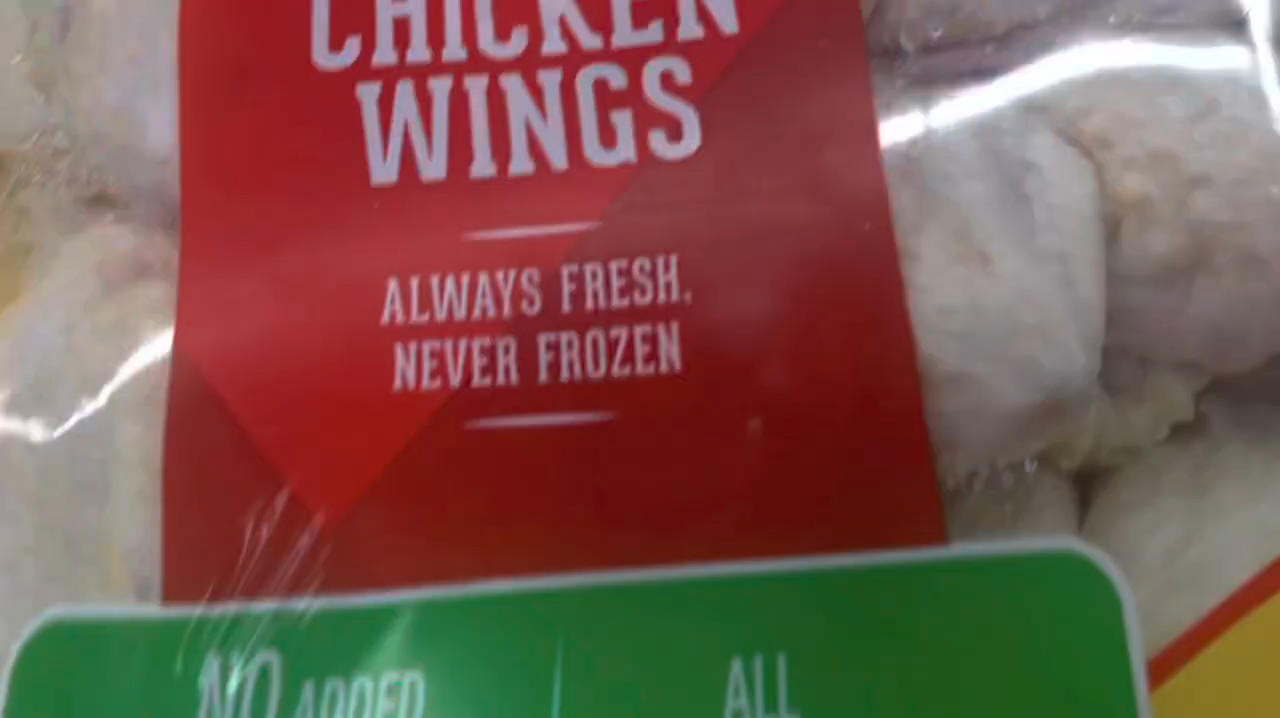 CHICKEN
WINGS
ALWAYS FRESH,
NEVER FROZEN
NO ADDED
ALL